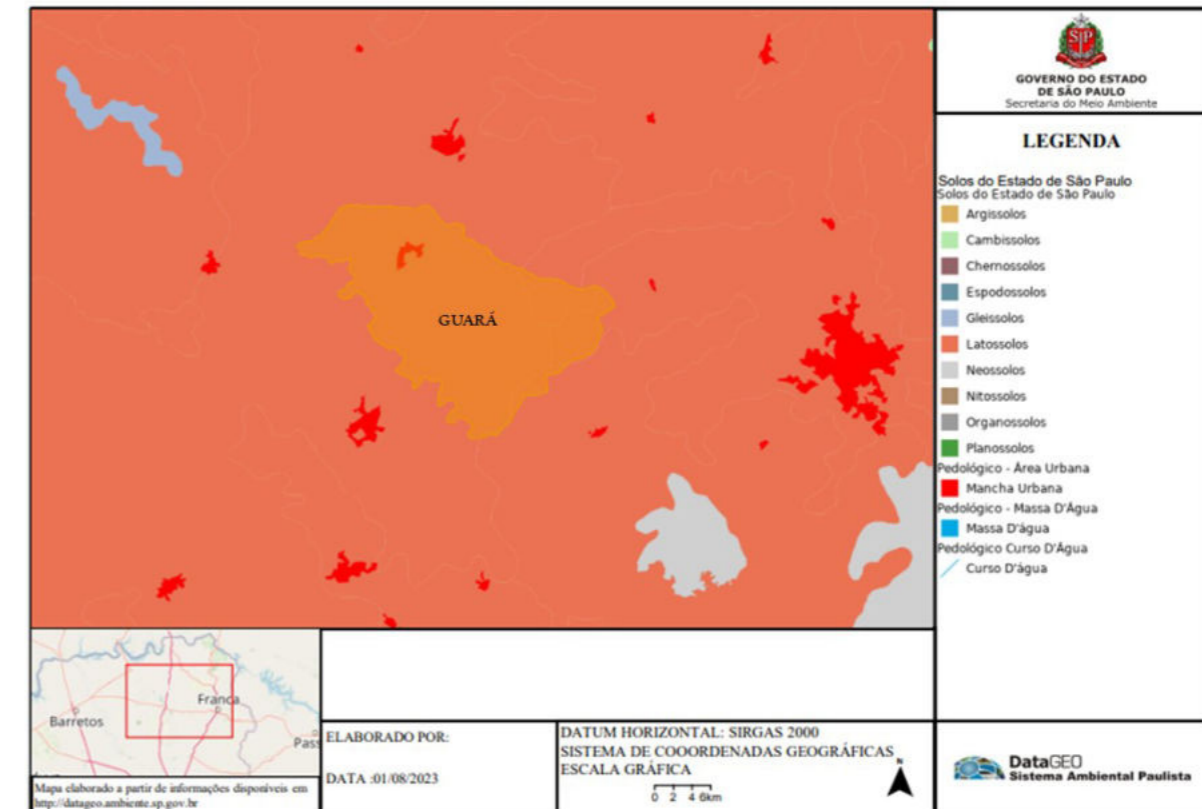 GUARÁ
SP
GOVERNO DO ESTADO
DE SÃO PAULO
Secretaria do Meio Ambiente
LEGENDA
Solos do Estado de São Paulo
Solos do Estado de São Paulo
Argissolos
Cambissolos
Chernossolos
Espodossolos
Gleissolos
Latossolos
Neossolos
Nitossolos
Organossolos
Planossolos
Pedológico - Área Urbana
Mancha Urbana
Pedológico - Massa D'Água
Massa D'água
Pedológico Curso D'Água
Curso D'água
Franca
Barretos
Pass
Mapa elaborado a partir de informações disponíveis em
http://datageo.ambiente.sp.gov.br
ELABORADO POR:
DATA :01/08/2023
DATUM HORIZONTAL: SIRGAS 2000
SISTEMA DE COOORDENADAS GEOGRÁFICAS
ESCALA GRÁFICA
0 2 4 6km
N
DataGEO
Sistema Ambiental Paulista